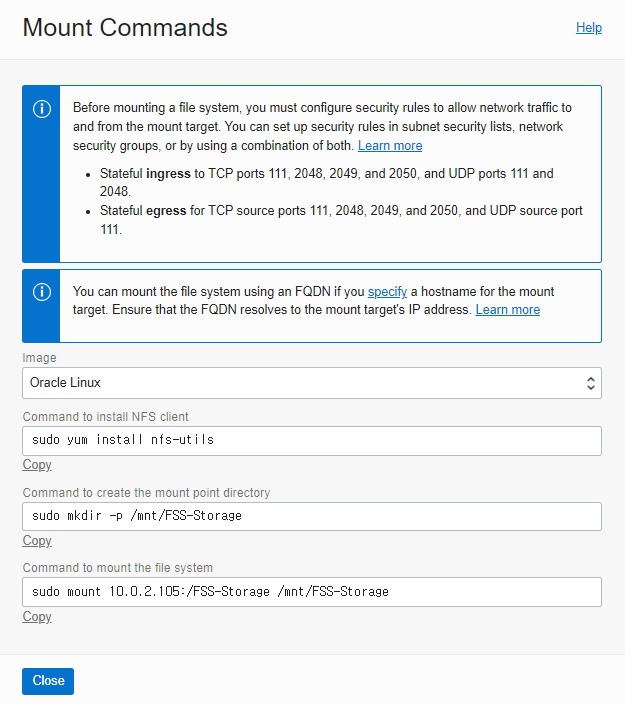 Mount Commands
Help
Before mounting a file system, you must configure security rules to allow network traffic to
and from the mount target. You can set up security rules in subnet security lists, network
security groups, or by using a combination of both. Learn more
• Stateful ingress to TCP ports 111, 2048, 2049, and 2050, and UDP ports 111 and
2048.
• Stateful egress for TCP source ports 111, 2048, 2049, and 2050, and UDP source port
111.
You can mount the file system using an FQDN if you specify a hostname for the mount
target. Ensure that the FQDN resolves to the mount target's IP address. Learn more
Image
Oracle Linux
Command to install NFS client
sudo yum install nfs-utils
Copy
Command to create the mount point directory
sudo mkdir -p /mnt/FSS-Storage
Copy
Command to mount the file system
sudo mount 10.0.2.105:/FSS-Storage /mnt/FSS-Storage
Copy
Close